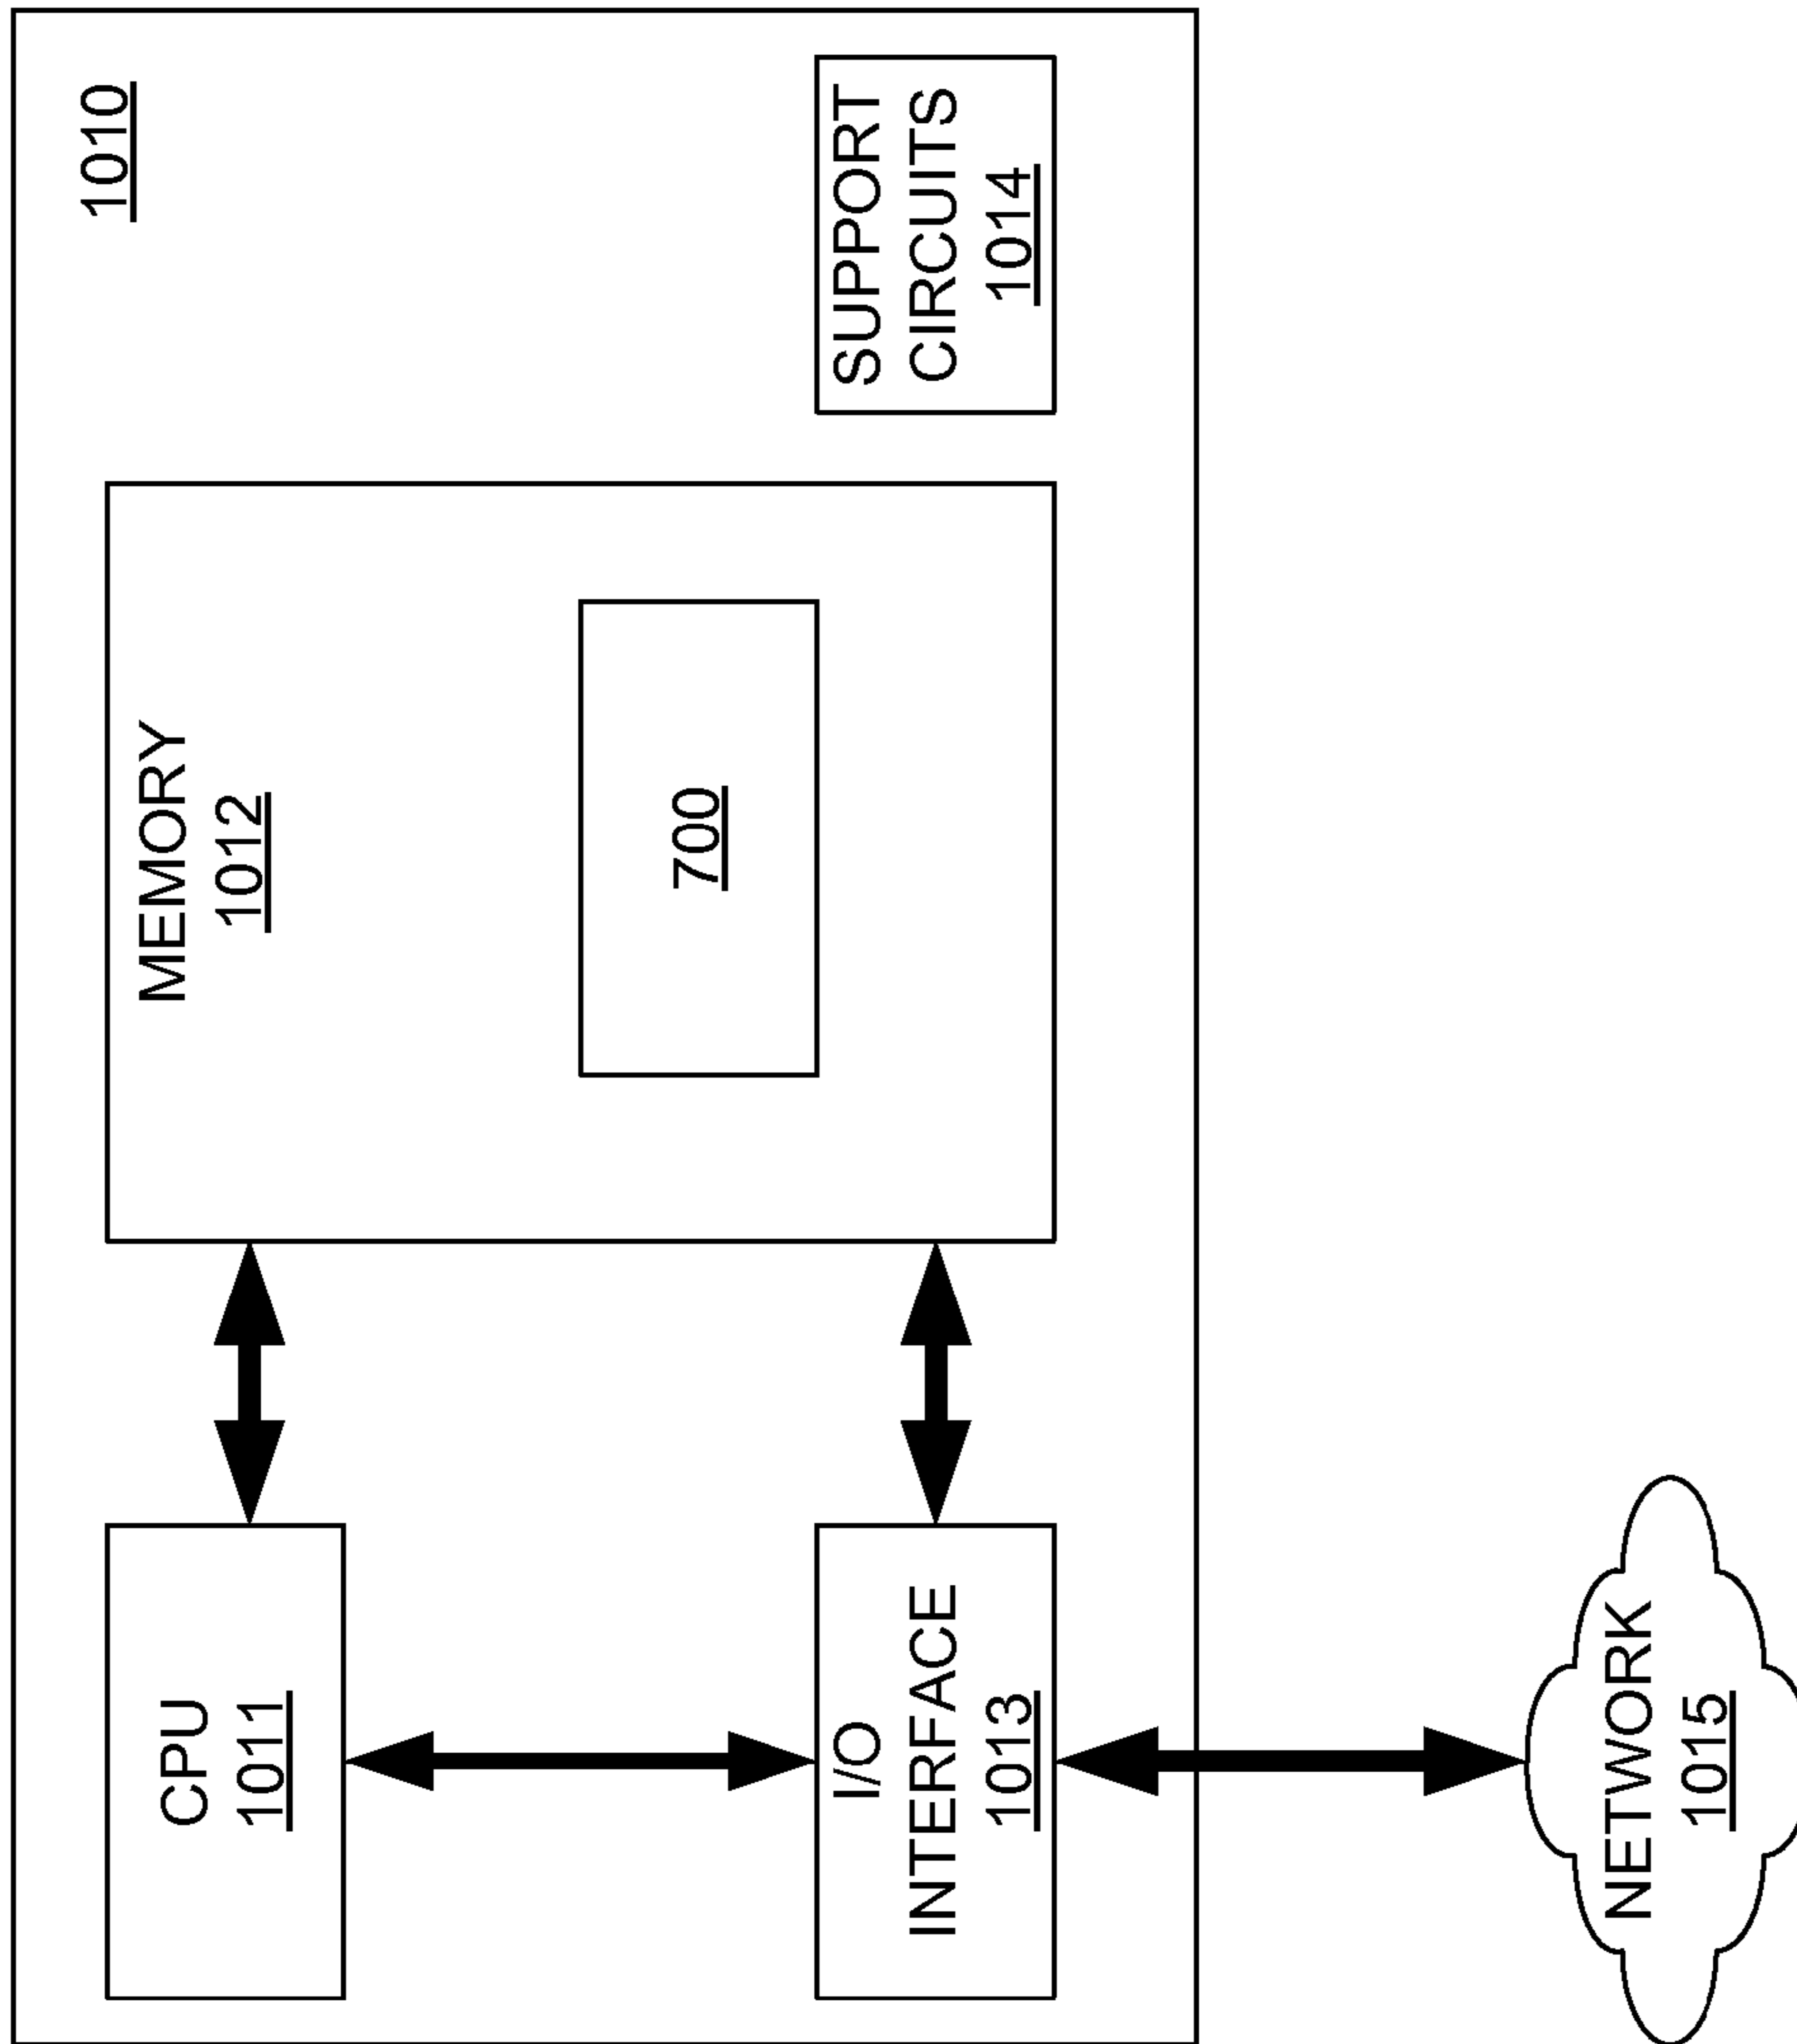 1010
CPU
1011
MEMORY
1012
700
I/O
INTERFACE
1013
SUPPORT
CIRCUITS
1014
NETWORK
1015